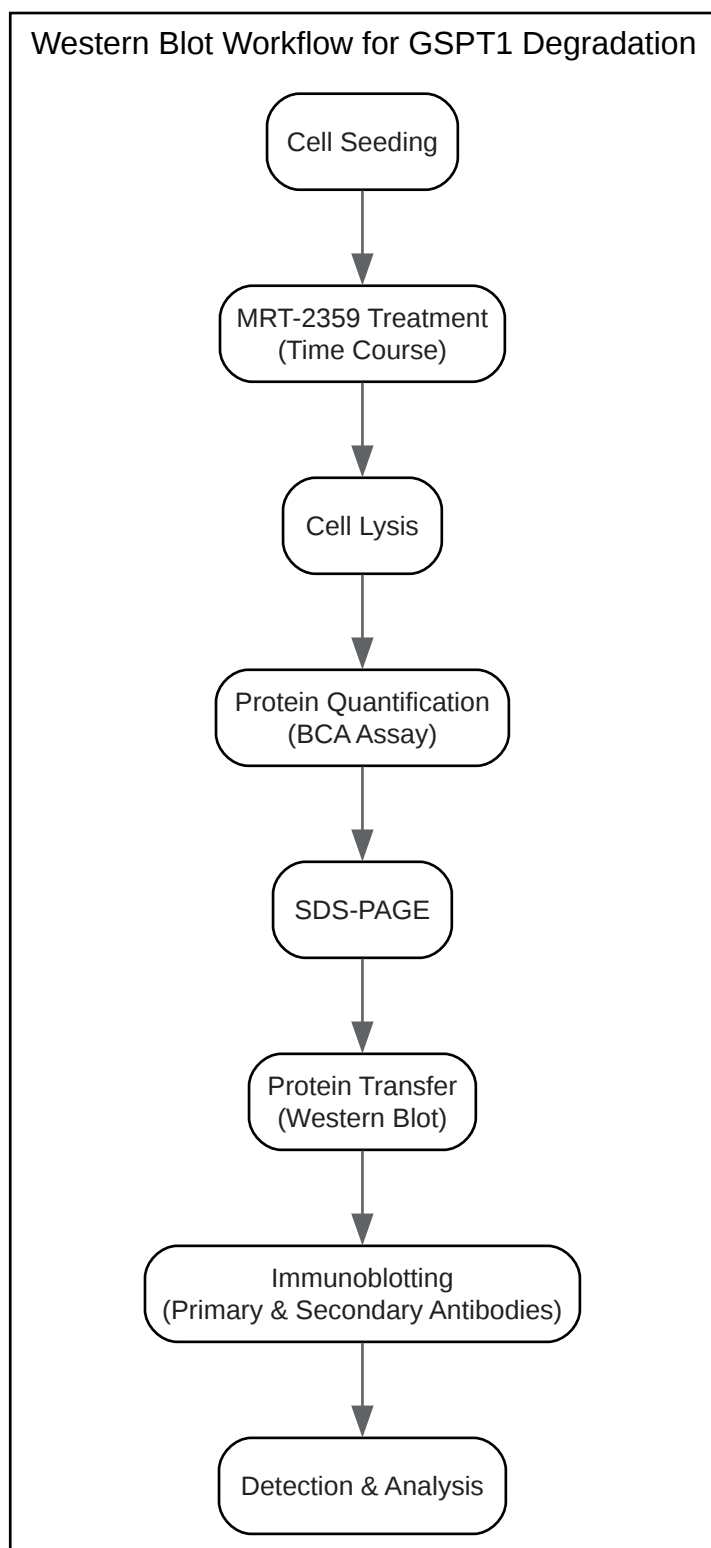 Western Blot Workflow for GSPT1 Degradation
Cell Seeding
MRT-2359 Treatment
(Time Course)
Cell Lysis
Protein Quantification
(BCA Assay)
SDS-PAGE
Protein Transfer
(Western Blot)
Immunoblotting
(Primary & Secondary Antibodies)
Detection & Analysis